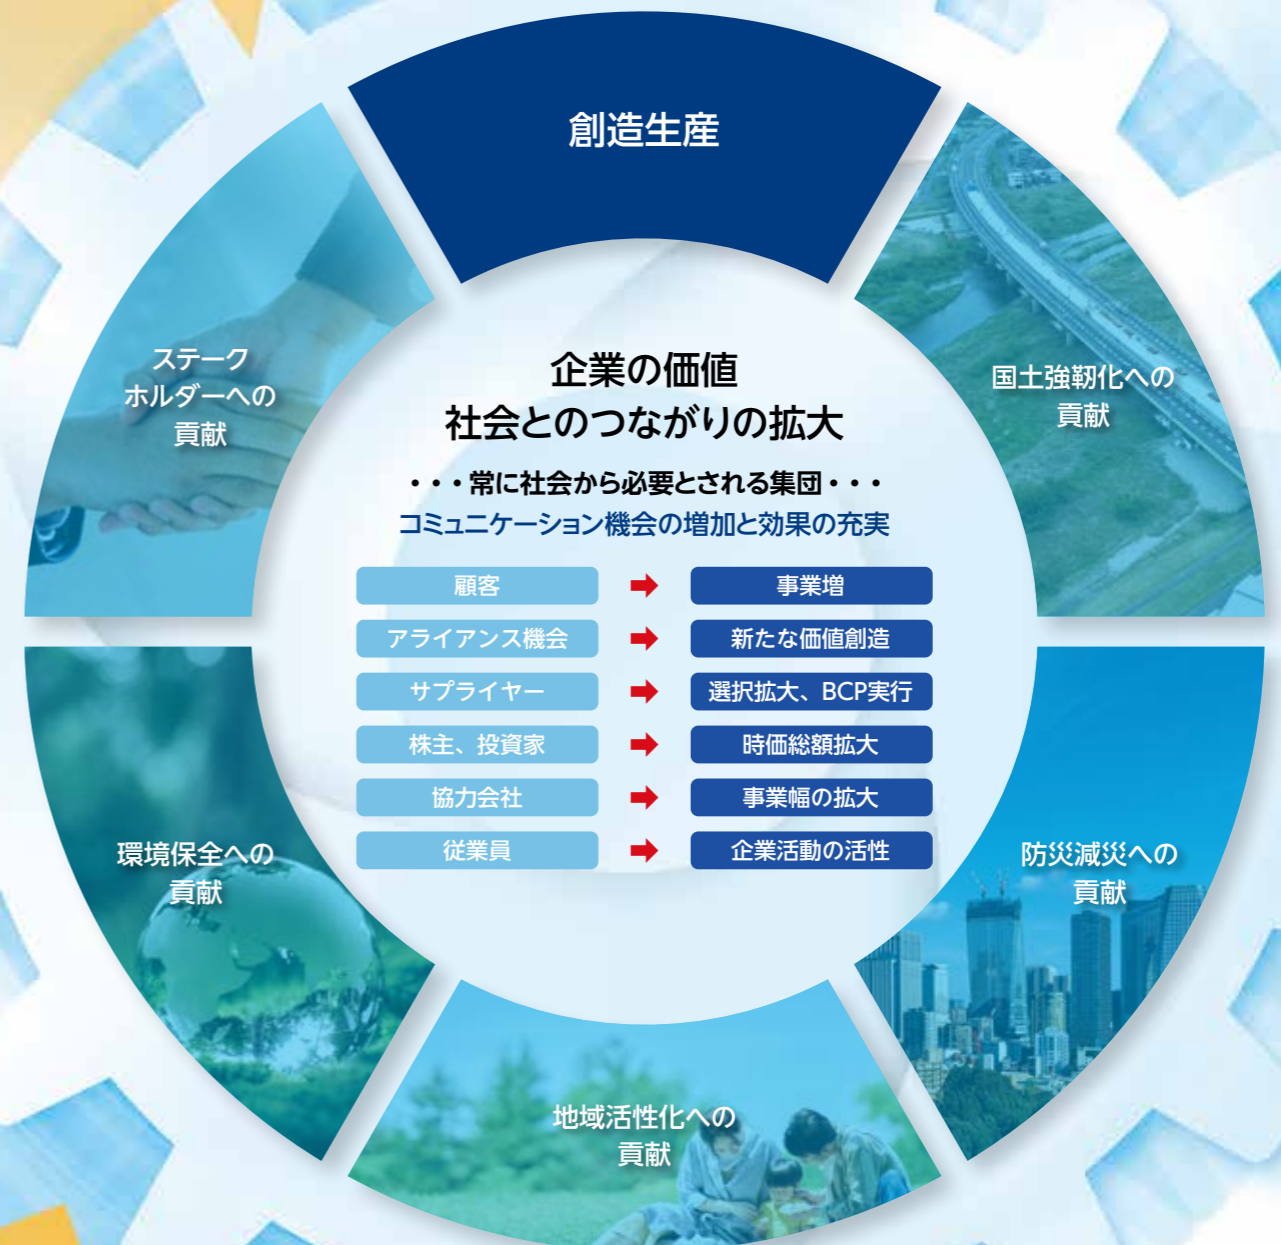 創造生産
国土強靭化への
貢献
防災減災への
貢献
地域活性化への
貢献
環境保全への
貢献
ステーク
ホルダーへの
貢献
企業の価値
社会とのつながりの拡大
・・・常に社会から必要とされる集団・・・
コミュニケーション機会の増加と効果の充実
顧客 ➡ 事業増
アライアンス機会 ➡ 新たな価値創造
サプライヤー ➡ 選択拡大、BCP実行
株主、投資家 ➡ 時価総額拡大
協力会社 ➡ 事業幅の拡大
従業員 ➡ 企業活動の活性